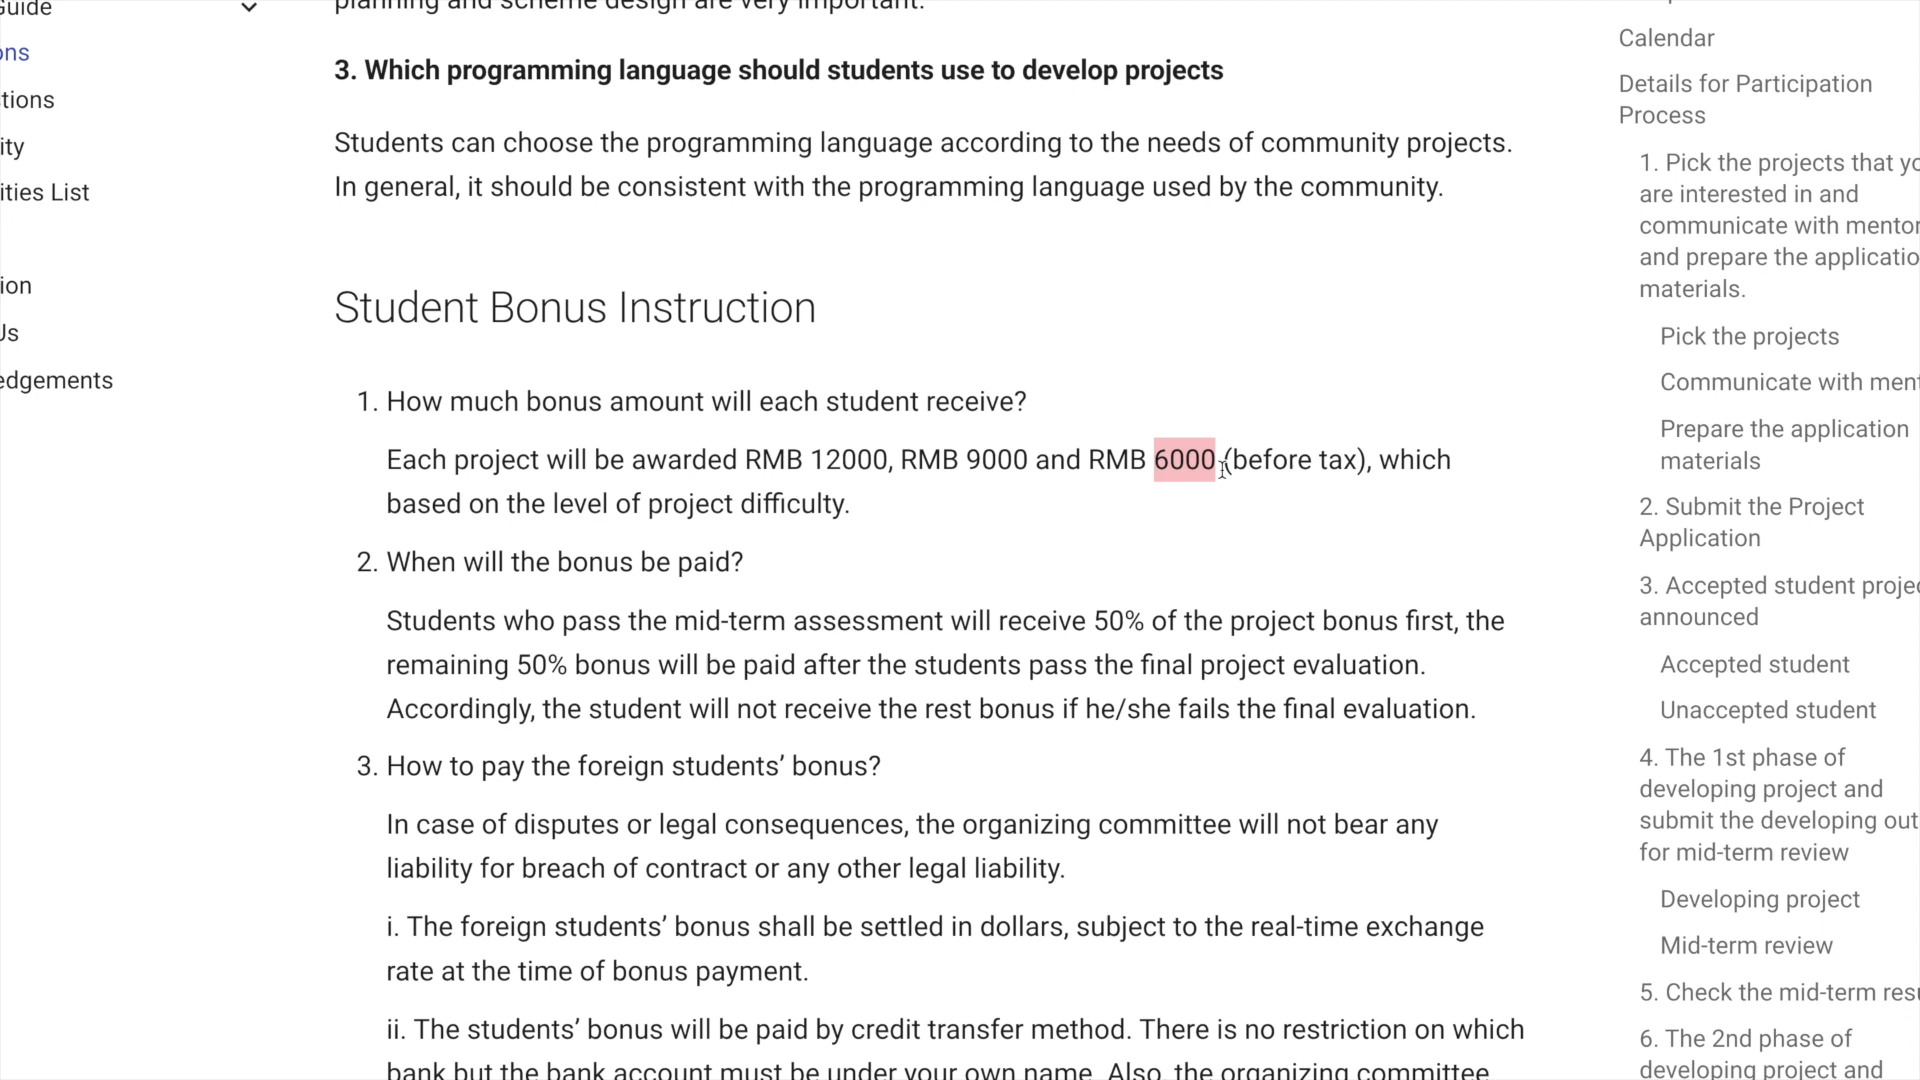 Guide
ons
tions
ity
ities List
ion
Us
edgements
planning and scheme design are very important.
3. Which programming language should students use to develop projects
Students can choose the programming language according to the needs of community projects.
In general, it should be consistent with the programming language used by the community.
Student Bonus Instruction
1. How much bonus amount will each student receive?
Each project will be awarded RMB 12000, RMB 9000 and RMB 6000 (before tax), which
based on the level of project difficulty.
2. When will the bonus be paid?
Students who pass the mid-term assessment will receive 50% of the project bonus first, the
remaining 50% bonus will be paid after the students pass the final project evaluation.
Accordingly, the student will not receive the rest bonus if he/she fails the final evaluation.
3. How to pay the foreign students’ bonus?
In case of disputes or legal consequences, the organizing committee will not bear any
liability for breach of contract or any other legal liability.
i. The foreign students’ bonus shall be settled in dollars, subject to the real-time exchange
rate at the time of bonus payment.
ii. The students’ bonus will be paid by credit transfer method. There is no restriction on which
bank but the bank account must be under your own name. Also, the organizing committee
Calendar
Details for Participation
Process
1. Pick the projects that yo
are interested in and
communicate with mentor
and prepare the applicatio
materials.
Pick the projects
Communicate with ment
Prepare the application
materials
2. Submit the Project
Application
3. Accepted student projec
announced
Accepted student
Unaccepted student
4. The 1st phase of
developing project and
submit the developing out
for mid-term review
Developing project
Mid-term review
5. Check the mid-term resu
6. The 2nd phase of
developing project and